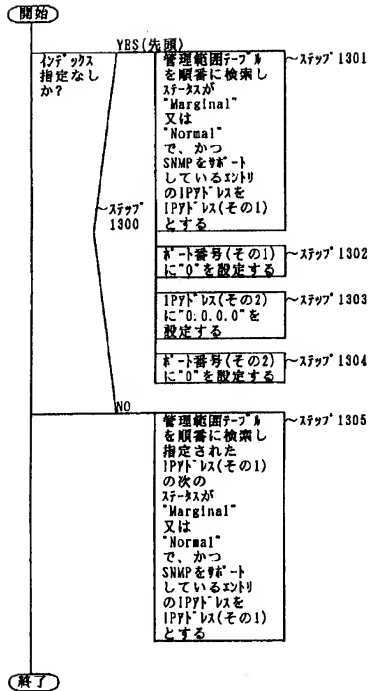 開始
YES(先頭)
インデックス
指定なし
か?
~ステップ
1300
管理範囲テーブル
を順番に検索し
ステータスが
"Marginal"
又は
"Normal"
で、かつ
SNMPをサポート
しているエントリ
のIPアドレスを
IPアドレス(その1)
とする
~ステップ1301
ポート番号(その1)
に"0"を設定する
~ステップ1302
IPアドレス(その2)
に"0.0.0.0"を
設定する
~ステップ1303
ポート番号(その2)
に"0"を設定する
~ステップ1304
NO
管理範囲テーブル
を順番に検索し
指定された
IPアドレス(その1)
の次の
ステータスが
"Marginal"
又は
"Normal"
で、かつ
SNMPをサポート
しているエントリ
のIPアドレスを
IPアドレス(その1)
とする
~ステップ1305
終了